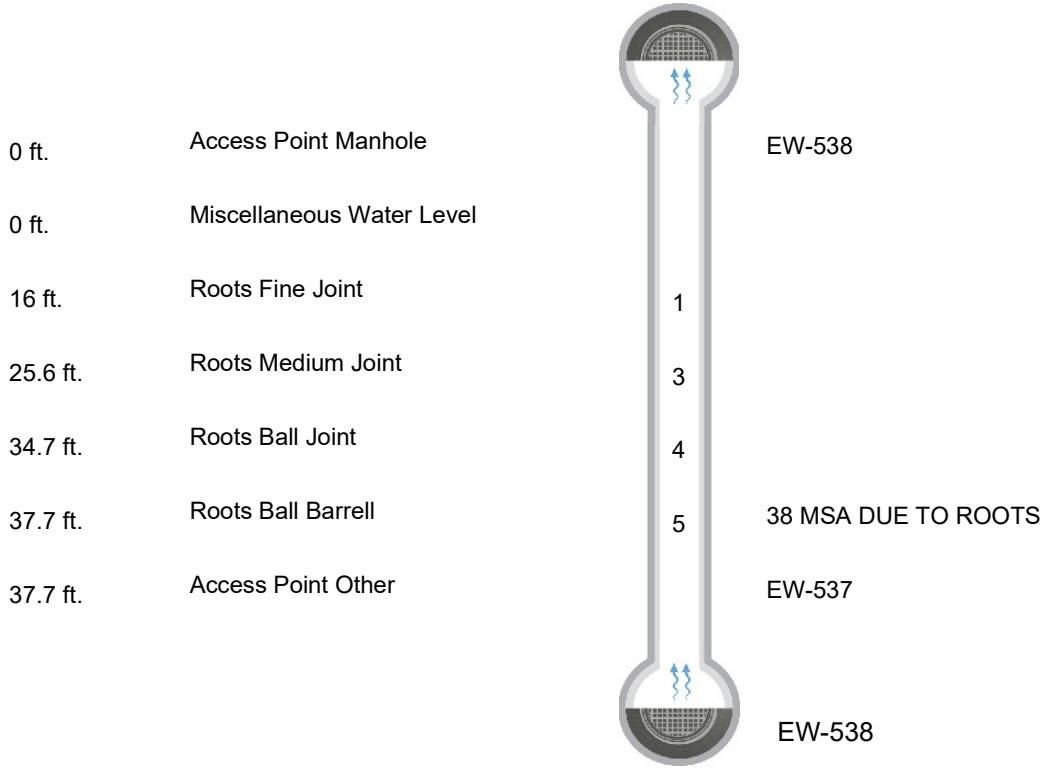 0 ft. Access Point Manhole EW-538
0 ft. Miscellaneous Water Level
16 ft. Roots Fine Joint 1
25.6 ft. Roots Medium Joint 3
34.7 ft. Roots Ball Joint 4
37.7 ft. Roots Ball Barrell 5 38 MSA DUE TO ROOTS
37.7 ft. Access Point Other EW-537
EW-538